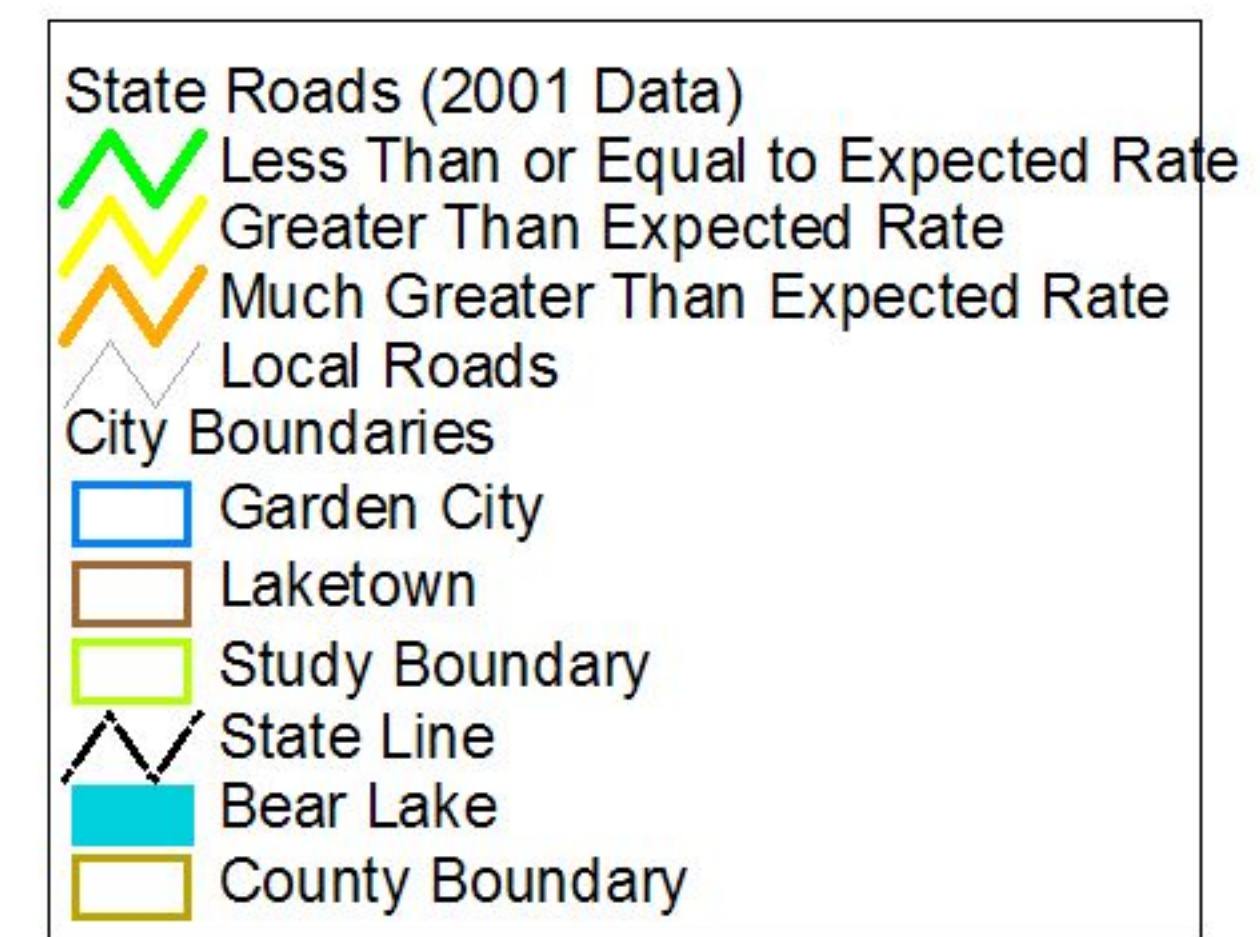 State Roads (2001 Data)
Less Than or Equal to Expected Rate
Greater Than Expected Rate
Much Greater Than Expected Rate
Local Roads
City Boundaries
Garden City
Laketown
Study Boundary
State Line
Bear Lake
County Boundary